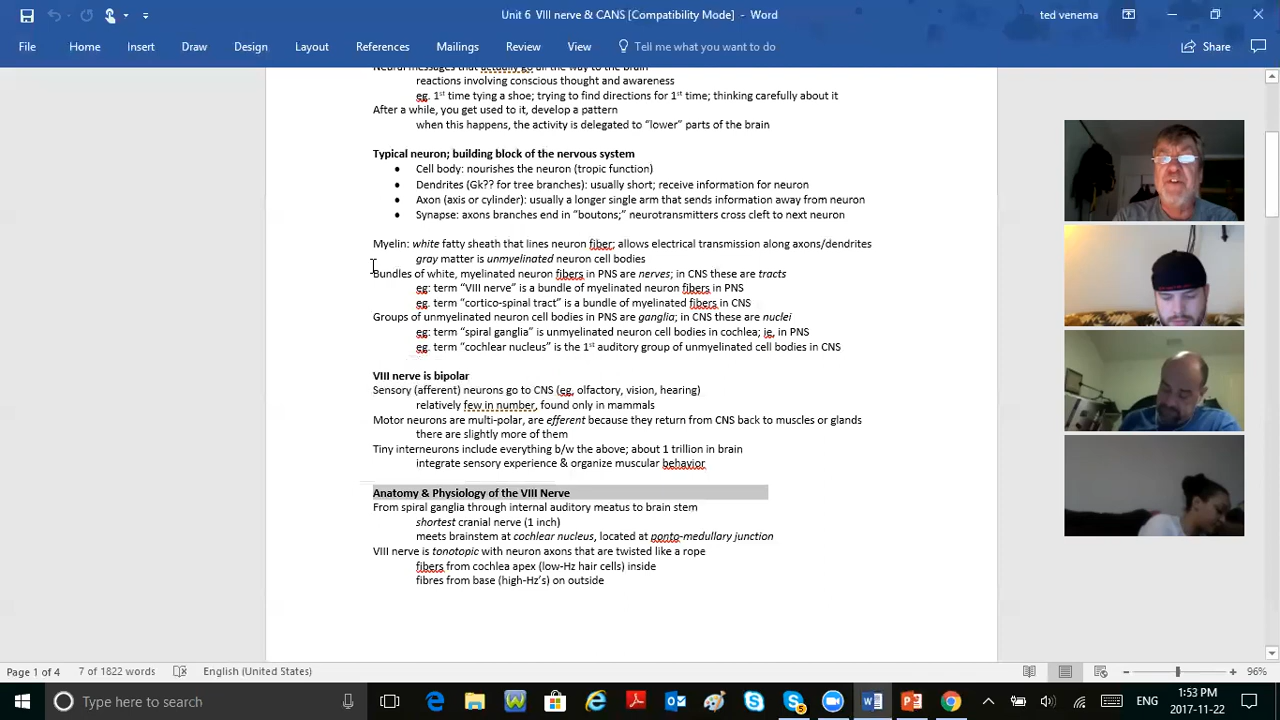 Unit 6 VIII nerve & CANS [Compatibility Mode] - Word
ted venema
File Home Insert Draw Design Layout References Mailings Review View Tell me what you want to do Share
Neural messages that actually go all the way to the brain
reactions involving conscious thought and awareness
eg. 1st time tying a shoe; trying to find directions for 1st time; thinking carefully about it
After a while, you get used to it, develop a pattern
when this happens, the activity is delegated to “lower” parts of the brain
Typical neuron; building block of the nervous system
• Cell body: nourishes the neuron (tropic function)
• Dendrites (Gk?? for tree branches): usually short; receive information for neuron
• Axon (axis or cylinder): usually a longer single arm that sends information away from neuron
• Synapse: axons branches end in “boutons;” neurotransmitters cross cleft to next neuron
Myelin: white fatty sheath that lines neuron fiber; allows electrical transmission along axons/dendrites
gray matter is unmyelinated neuron cell bodies
Bundles of white, myelinated neuron fibers in PNS are nerves; in CNS these are tracts
eg: term “VIII nerve” is a bundle of myelinated neuron fibers in PNS
eg. term “cortico-spinal tract” is a bundle of myelinated fibers in CNS
Groups of unmyelinated neuron cell bodies in PNS are ganglia; in CNS these are nuclei
eg: term “spiral ganglia” is unmyelinated neuron cell bodies in cochlea; ie, in PNS
eg. term “cochlear nucleus” is the 1st auditory group of unmyelinated cell bodies in CNS
VIII nerve is bipolar
Sensory (afferent) neurons go to CNS (eg, olfactory, vision, hearing)
relatively few in number, found only in mammals
Motor neurons are multi-polar, are efferent because they return from CNS back to muscles or glands
there are slightly more of them
Tiny interneurons include everything b/w the above; about 1 trillion in brain
integrate sensory experience & organize muscular behavior
Anatomy & Physiology of the VIII Nerve
From spiral ganglia through internal auditory meatus to brain stem
shortest cranial nerve (1 inch)
meets brainstem at cochlear nucleus, located at ponto-medullary junction
VIII nerve is tonotopic with neuron axons that are twisted like a rope
fibers from cochlea apex (low-Hz hair cells) inside
fibres from base (high-Hz’s) on outside
Page 1 of 4 7 of 1822 words English (United States) 96%
Type here to search
ENG
1:53 PM
2017-11-22